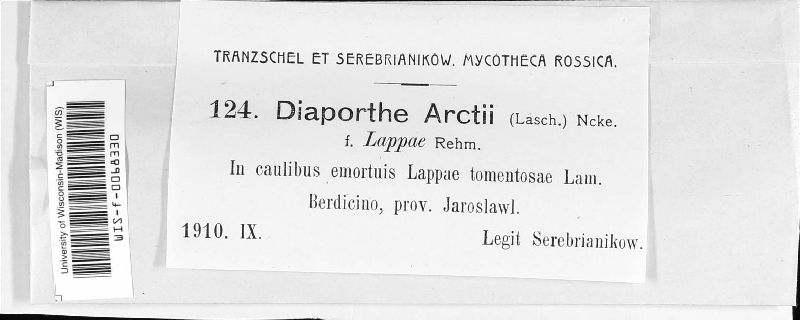 TRANZSCHEL ET SEREBRIANIKOW. MYCOTHECA ROSSICA.
124. Diaporthe Arctii (Lasch.) Ncke.
f. Lappae Rehm.
In caulibus emortuis Lappae tomentosae Lam.
Berdicino, prov. Jaroslawl.
1910. IX. Legit Serebrianikow.
University of Wisconsin-Madison (WIS)
WIS-f-0068330